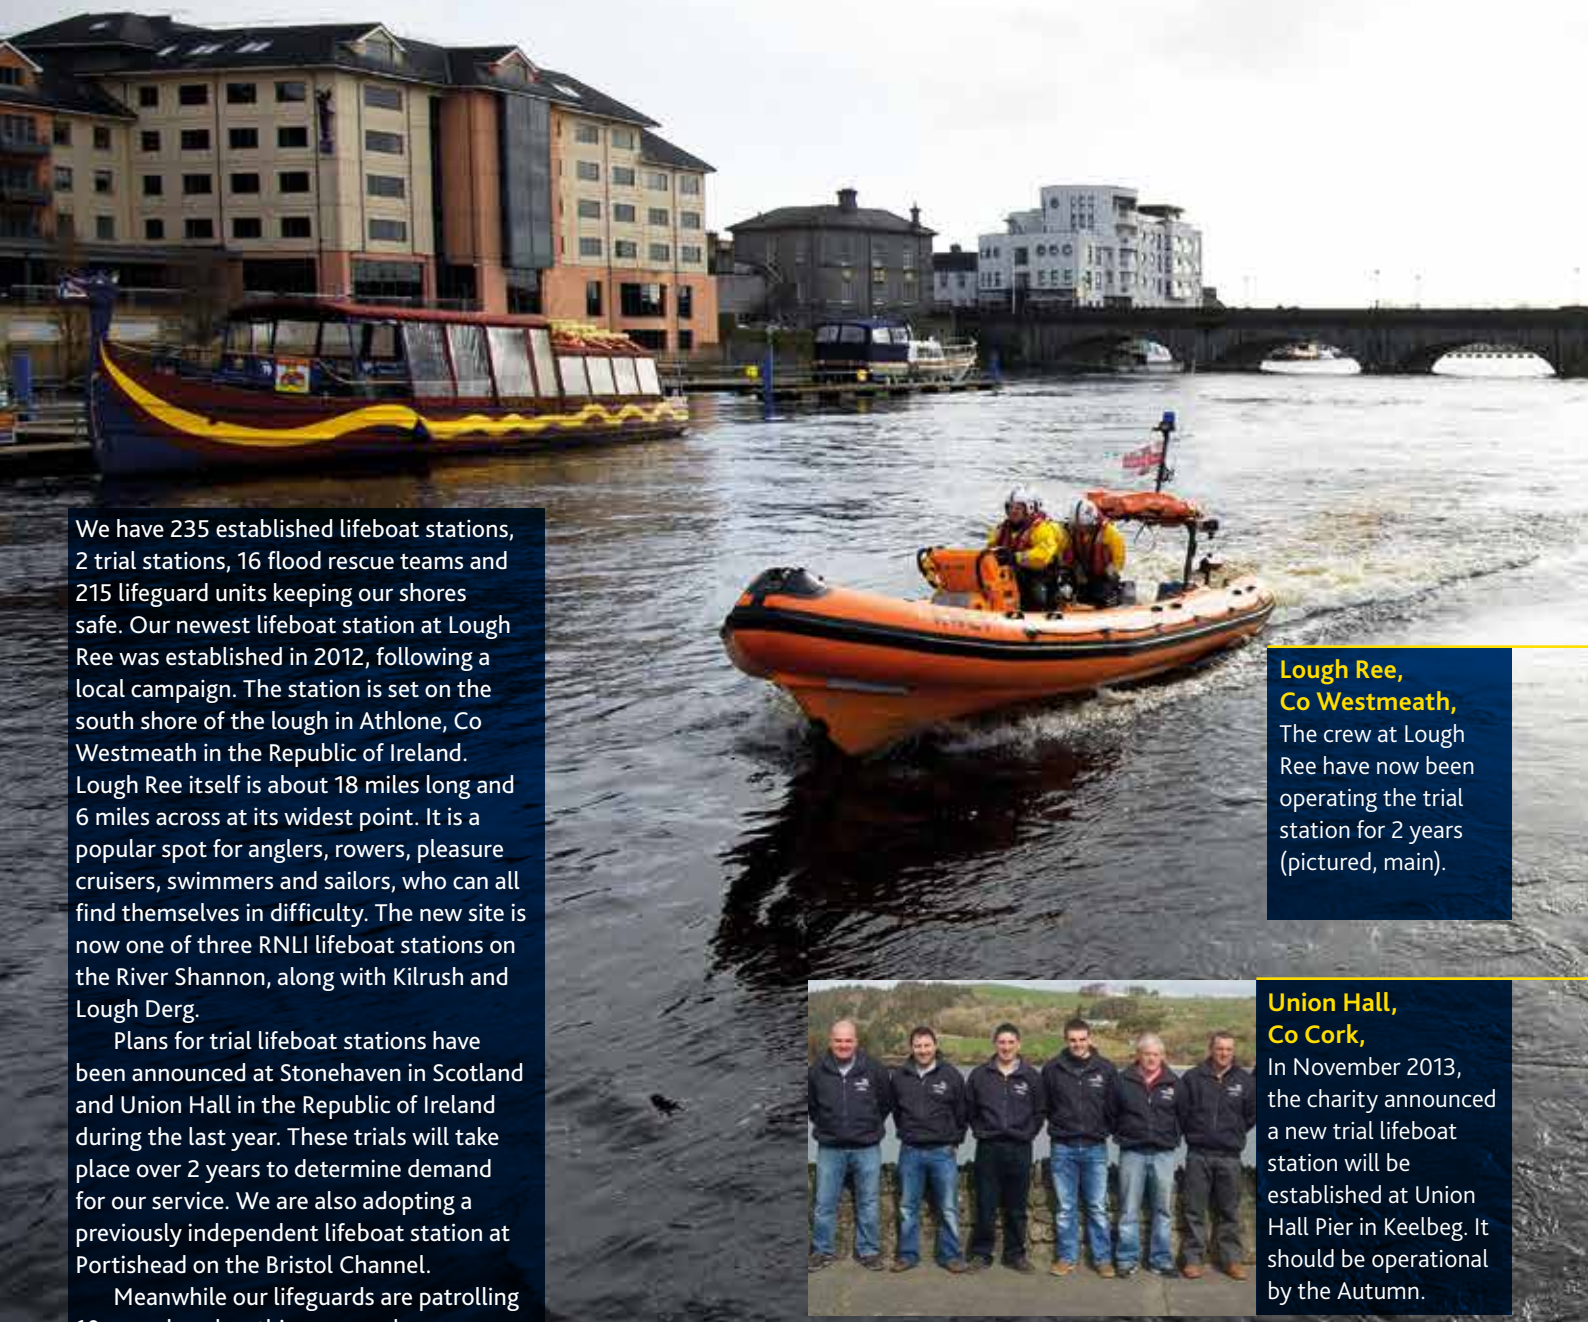 We have 235 established lifeboat stations,
2 trial stations, 16 flood rescue teams and
215 lifeguard units keeping our shores
safe. Our newest lifeboat station at Lough
Ree was established in 2012, following a
local campaign. The station is set on the
south shore of the lough in Athlone, Co
Westmeath in the Republic of Ireland.
Lough Ree itself is about 18 miles long and
6 miles across at its widest point. It is a
popular spot for anglers, rowers, pleasure
cruisers, swimmers and sailors, who can all
find themselves in difficulty. The new site is
now one of three RNLI lifeboat stations on
the River Shannon, along with Kilrush and
Lough Derg.
Plans for trial lifeboat stations have
been announced at Stonehaven in Scotland
and Union Hall in the Republic of Ireland
during the last year. These trials will take
place over 2 years to determine demand
for our service. We are also adopting a
previously independent lifeboat station at
Portishead on the Bristol Channel.
Meanwhile our lifeguards are patrolling
Lough Ree,
Co Westmeath,
The crew at Lough
Ree have now been
operating the trial
station for 2 years
(pictured, main).
Union Hall,
Co Cork,
In November 2013,
the charity announced
a new trial lifeboat
station will be
established at Union
Hall Pier in Keelbeg. It
should be operational
by the Autumn.